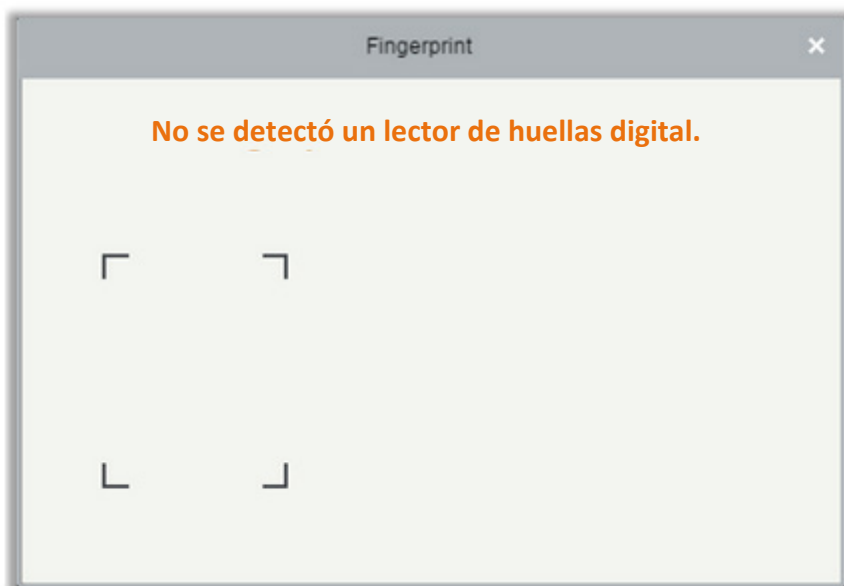 Fingerprint
No se detectó un lector de huellas digital.